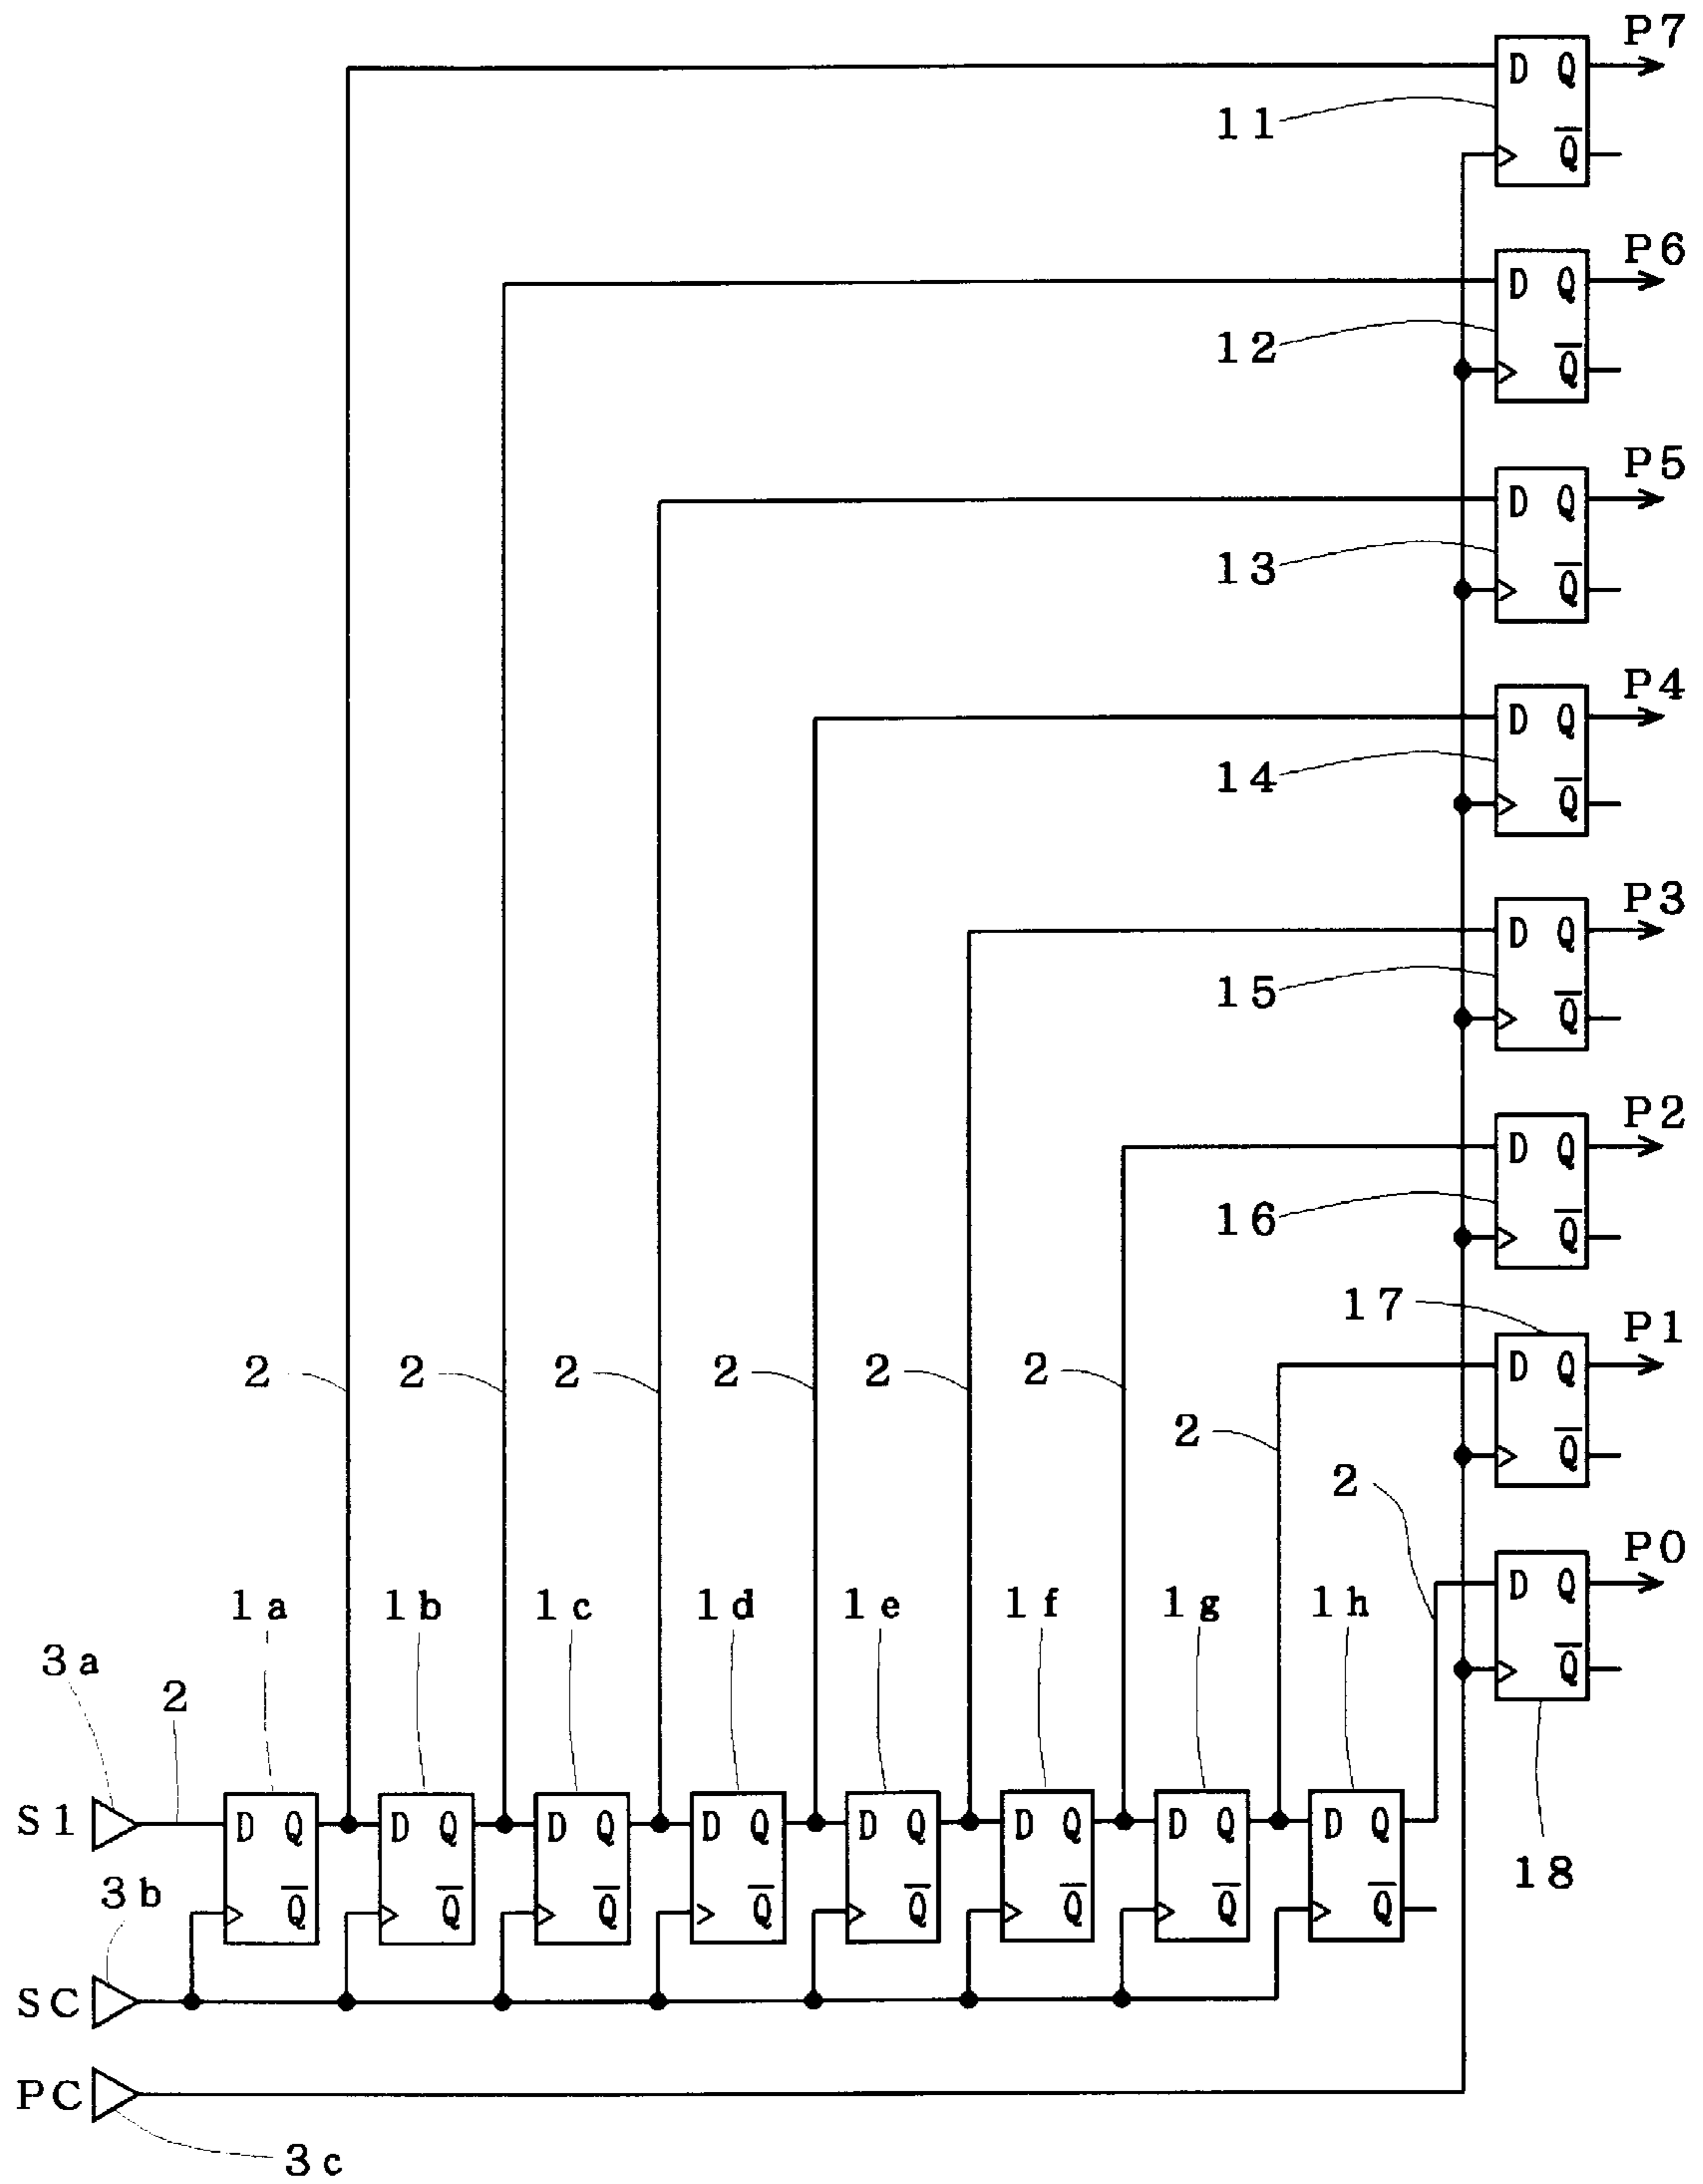 P7
D Q
11
Q̅
P6
D Q
12
Q̅
P5
D Q
13
Q̅
P4
D Q
14
Q̅
P3
D Q
15
Q̅
P2
D Q
16
Q̅
17
P1
2 2 2 2 2 2
D Q
2
Q̅
2
P0
D Q
1a 1b 1c 1d 1e 1f 1g 1h
3a
Q̅
2
S1
D Q D Q D Q D Q D Q D Q D Q D Q
18
3b
Q̅ Q̅ Q̅ Q̅ Q̅ Q̅ Q̅ Q̅
SC
PC
3c